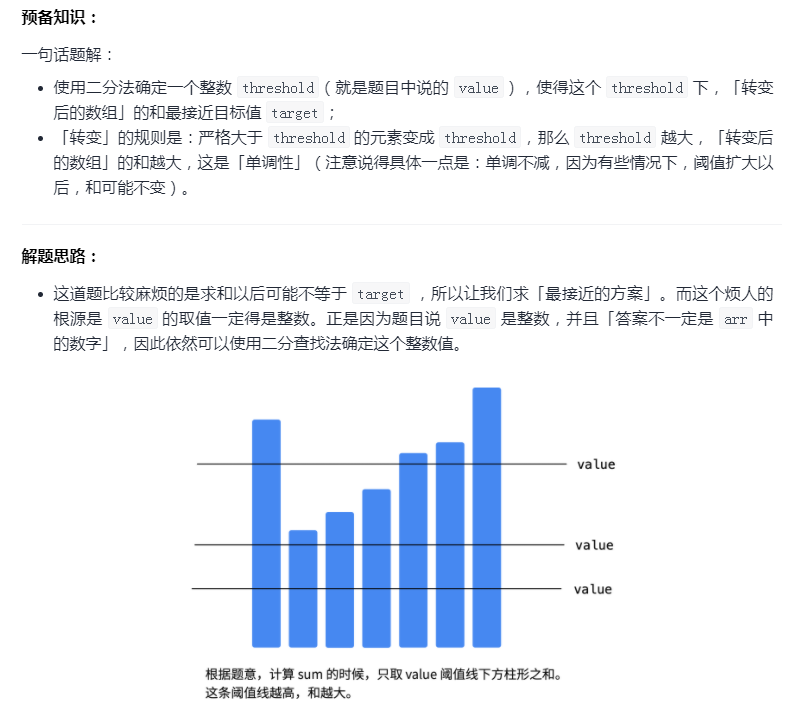 预备知识：
一句话题解：
使用二分法确定一个整数 threshold（就是题目中说的 value ），使得这个 threshold 下，「转变
后的数组」的和最接近目标值 target；
「转变」的规则是：严格大于 threshold 的元素变成 threshold，那么 threshold 越大，「转变后
的数组」的和越大，这是「单调性」（注意说得具体一点是：单调不减，因为有些情况下，阈值扩大以
后，和可能不变）。
解题思路：
这道题比较麻烦的是求和以后可能不等于 target ，所以让我们求「最接近的方案」。而这个烦人的
根源是 value 的取值一定得是整数。正是因为题目说 value 是整数，并且「答案不一定是 arr 中
的数字」，因此依然可以使用二分查找法确定这个整数值。
value
value
value
根据题意，计算 sum 的时候，只取 value 阈值线下方柱形之和。
这条阈值线越高，和越大。